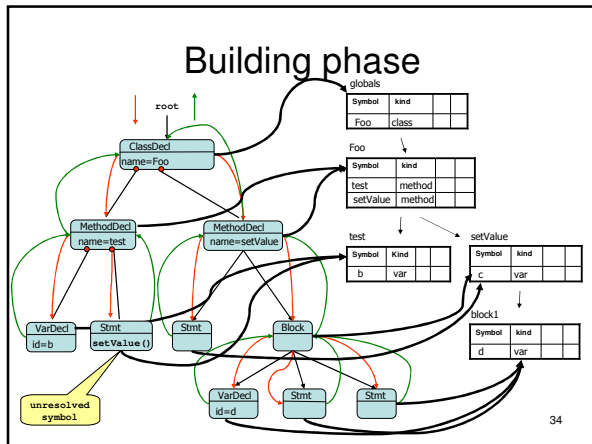 Building phase
globals
Symbol kind
Foo class
root
ClassDecl
name=Foo
Foo
Symbol kind
test method
setValue method
MethodDecl
name=test
MethodDecl
name=setValue
test
Symbol Kind
b var
setValue
Symbol kind
c var
VarDecl
id=b
Stmt
setValue()
Stmt
Block
block1
Symbol kind
d var
unresolved
symbol
VarDecl
id=d
Stmt
Stmt
34